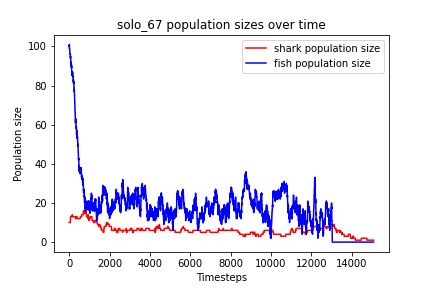 solo_67 population sizes over time
shark population size
fish population size
100
80
60
40
20
0
Population size
0 2000 4000 6000 8000 10000 12000 14000
Timesteps